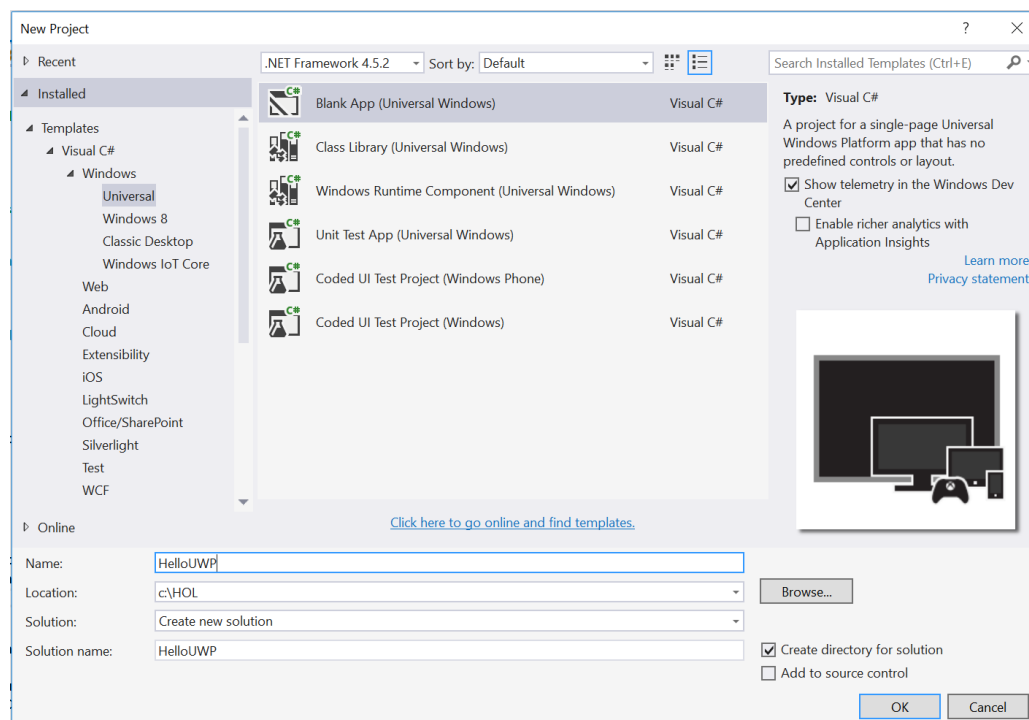 New Project
?
Recent
.NET Framework 4.5.2
Sort by:
Default
Search Installed Templates (Ctrl+E)
Installed
Templates
Visual C#
Windows
Universal
Windows 8
Classic Desktop
Windows IoT Core
Web
Android
Cloud
Extensibility
iOS
LightSwitch
Office/SharePoint
Silverlight
Test
WCF
Online
C#
Blank App (Universal Windows)
Visual C#
C#
Class Library (Universal Windows)
Visual C#
C#
Windows Runtime Component (Universal Windows)
Visual C#
C#
Unit Test App (Universal Windows)
Visual C#
C#
Coded UI Test Project (Windows Phone)
Visual C#
C#
Coded UI Test Project (Windows)
Visual C#
Click here to go online and find templates.
Type: Visual C#
A project for a single-page Universal
Windows Platform app that has no
predefined controls or layout.
Show telemetry in the Windows Dev
Center
Enable richer analytics with
Application Insights
Learn more
Privacy statement
Name:
HelloUWP
Location:
c:\HOL
Browse...
Solution:
Create new solution
Solution name:
HelloUWP
Create directory for solution
Add to source control
OK
Cancel